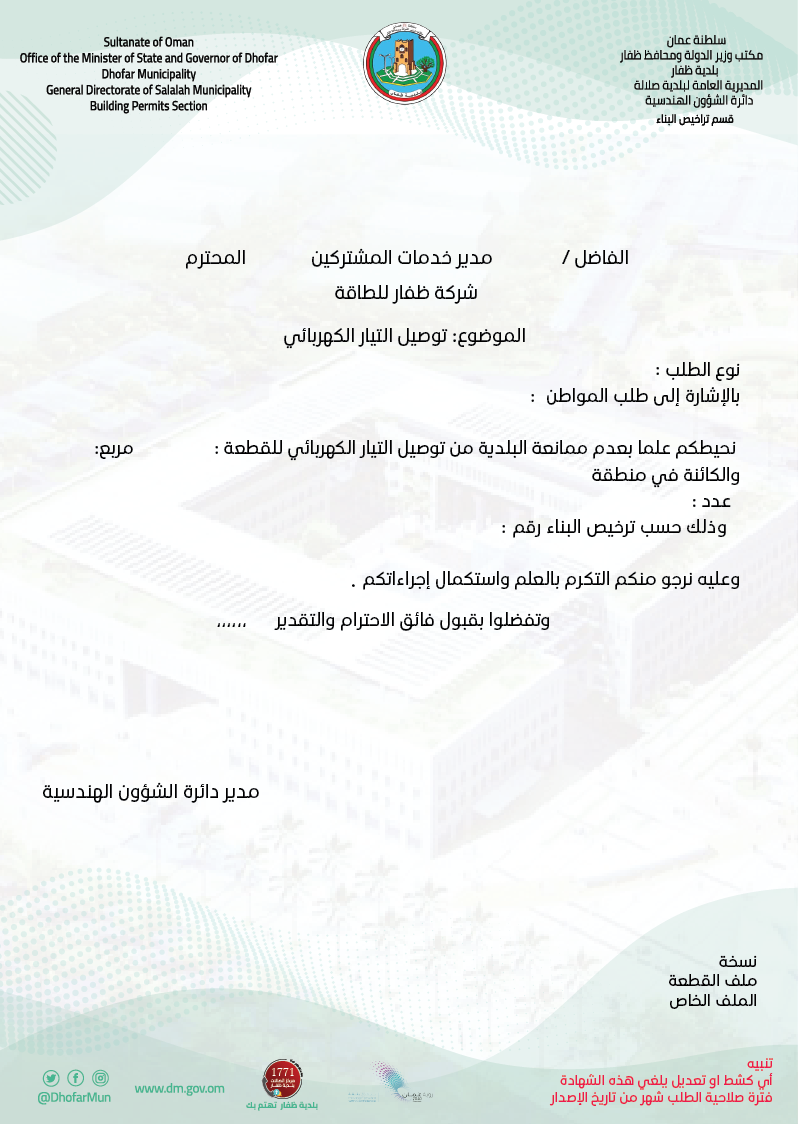 Sultanate of Oman
Office of the Minister of State and Governor of Dhofar
Dhofar Municipality
General Directorate of Salalah Municipality
Building Permits Section
سلطنة عمان
مكتب وزير الدولة ومحافظ ظفار
بلدية ظفار
المديرية العامة لبلدية صلالة
دائرة الشؤون الهندسية
قسم تراخيص البناء
الفاضل / مدير خدمات المشتركين المحترم
شركة ظفار للطاقة
الموضوع: توصيل التيار الكهربائي
نوع الطلب :
بالإشارة إلى طلب المواطن :
نحيطكم علما بعدم ممانعة البلدية من توصيل التيار الكهربائي للقطعة : مربع:
والكائنة في منطقة
عدد :
وذلك حسب ترخيص البناء رقم :
وعليه نرجو منكم التكرم بالعلم واستكمال إجراءاتكم .
وتفضلوا بقبول فائق الاحترام والتقدير ،،،،،،
مدير دائرة الشؤون الهندسية
نسخة
ملف القطعة
الملف الخاص
تنبيه
أي كشط او تعديل يلغي هذه الشهادة
فترة صلاحية الطلب شهر من تاريخ الإصدار
1771
مركز اتصالات
بلدية ظفار
بلدية ظفار تهتم بك
www.dm.gov.om
@DhofarMun